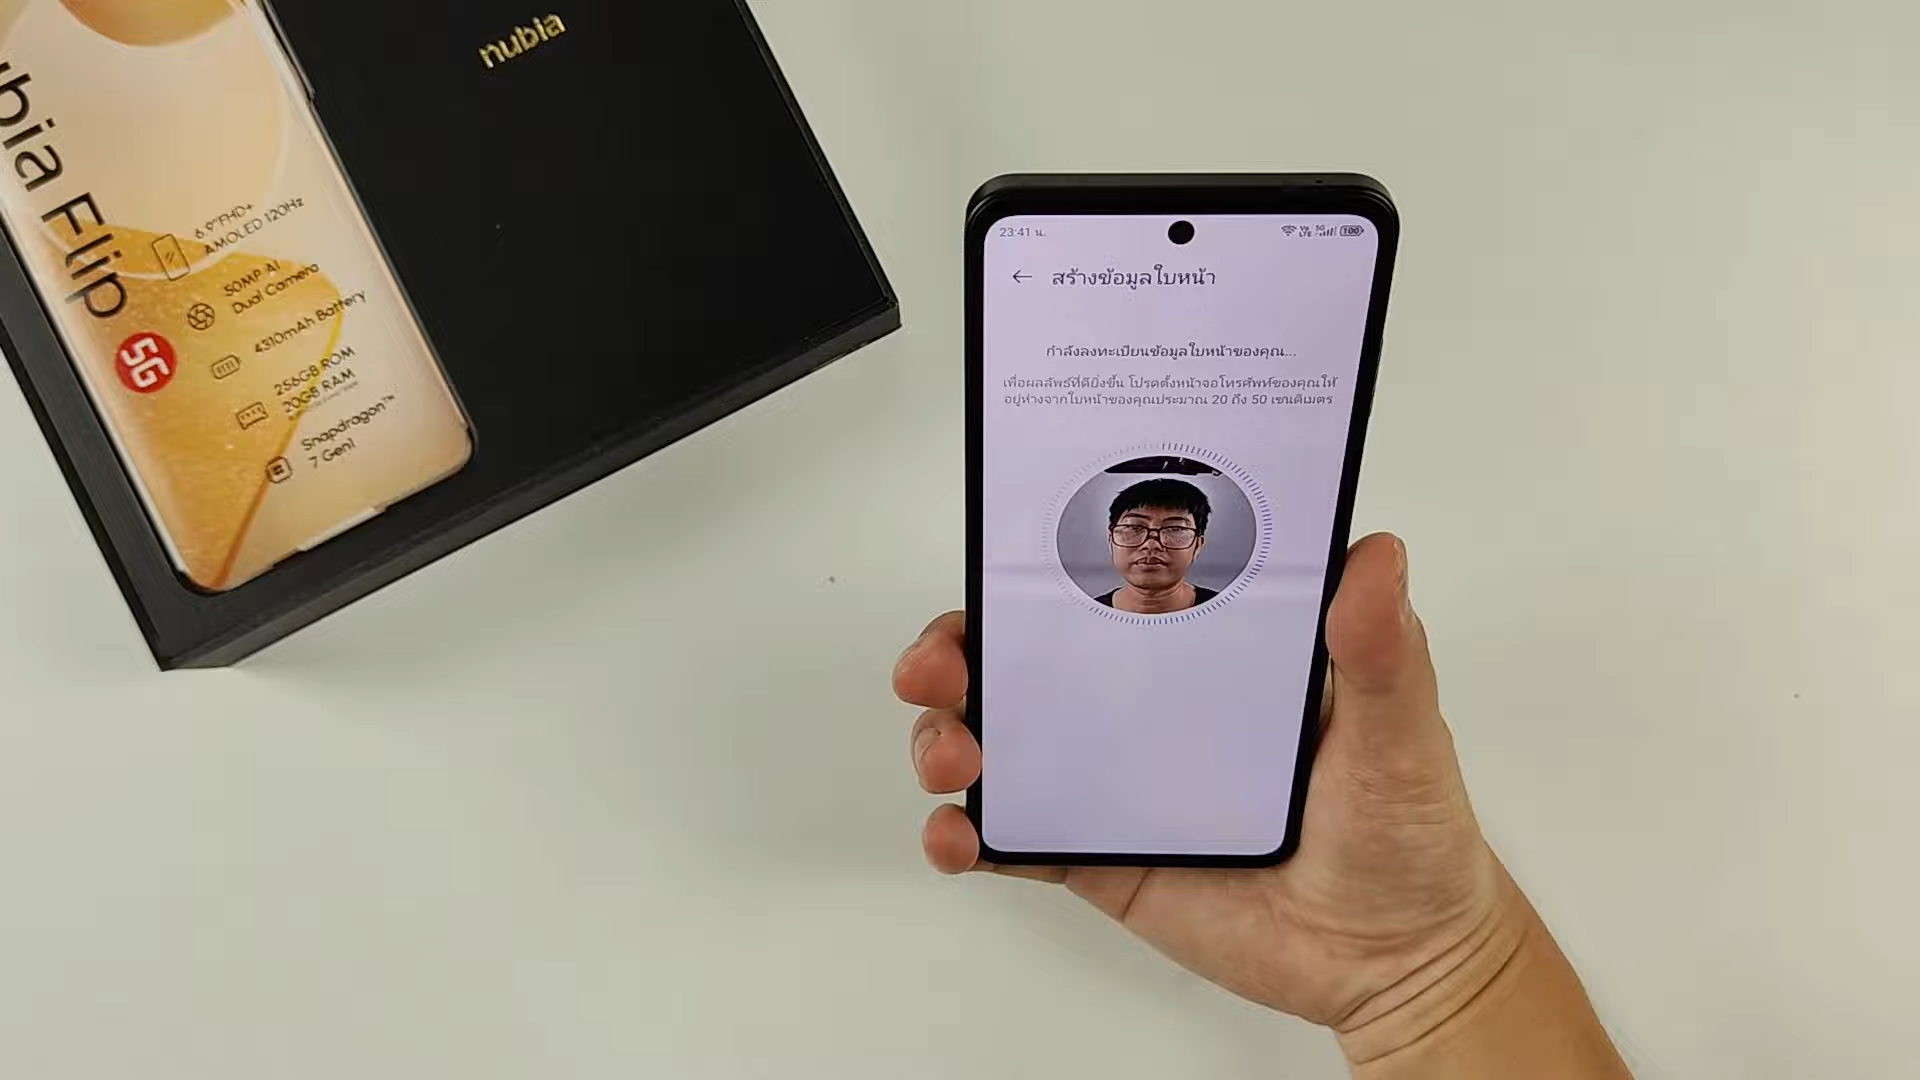 nubia
bia Flip
5G
6.9"FHD+
AMOLED 120Hz
50MP AI
Dual Camera
4310mAh Battery
256GB ROM
20GB RAM
Snapdragon™
7 Gen1
23:41 น.
Vo
LTE
5G
100
สร้างข้อมูลใบหน้า
กำลังลงทะเบียนข้อมูลใบหน้าของคุณ...
เพื่อผลลัพธ์ที่ดียิ่งขึ้น โปรดตั้งหน้าจอโทรศัพท์ของคุณให้
อยู่ห่างจากใบหน้าของคุณประมาณ 20 ถึง 50 เซนติเมตร